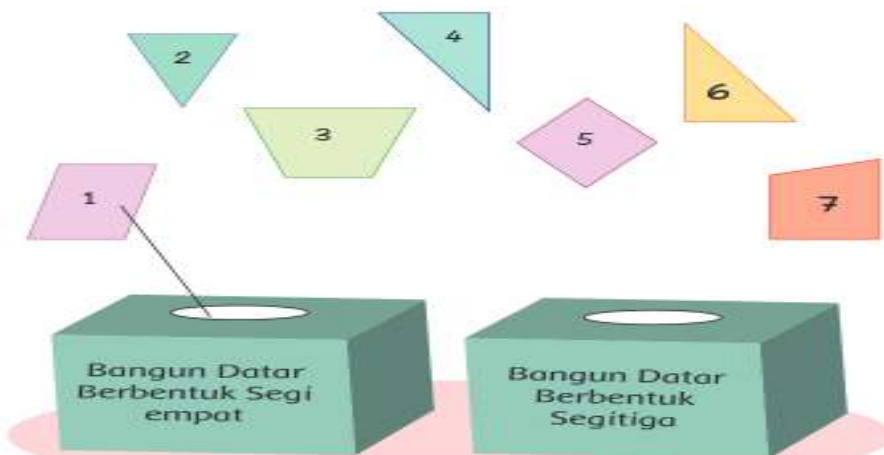 2
4
6
3
5
1
7
Bangun Datar
Berbentuk Segi
empat
Bangun Datar
Berbentuk
Segitiga